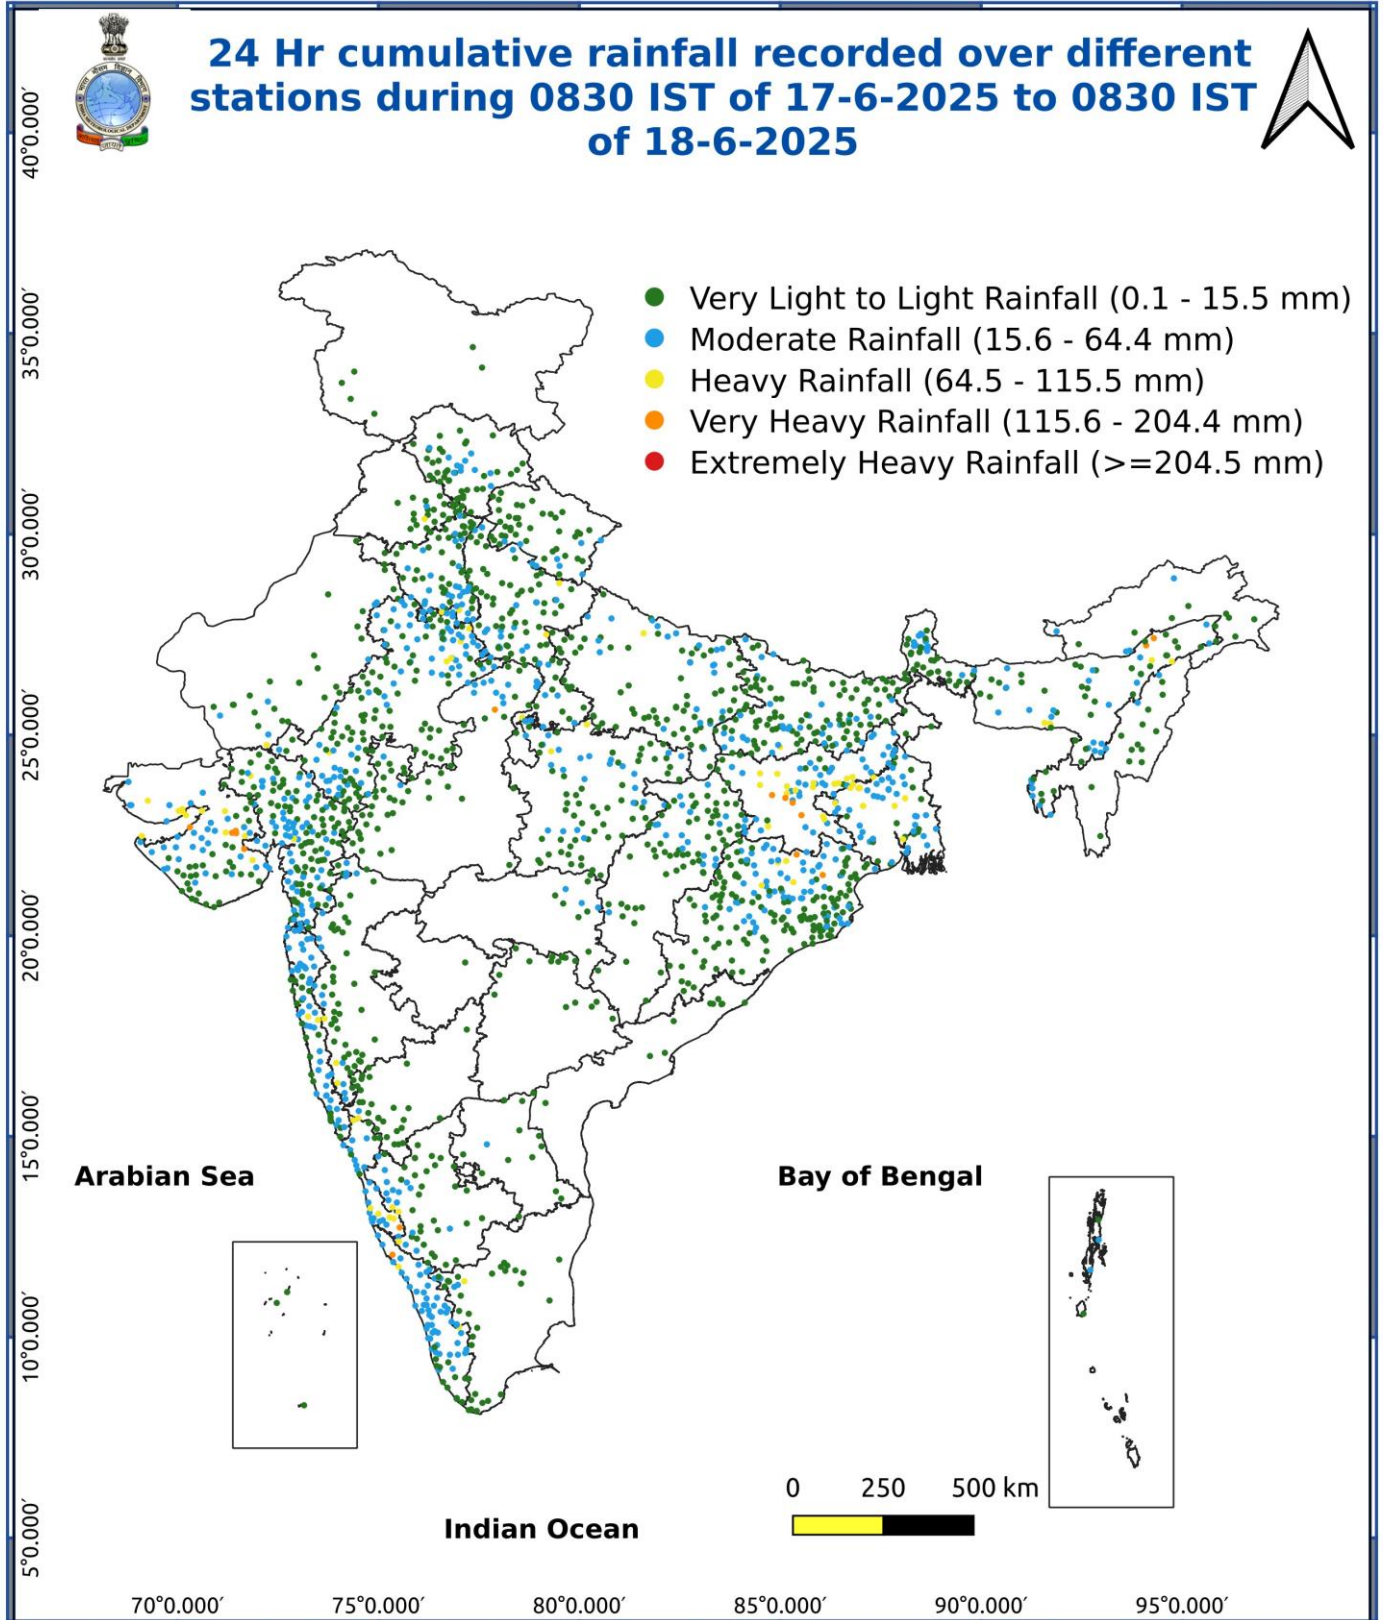 24 Hr cumulative rainfall recorded over different
stations during 0830 IST of 17-6-2025 to 0830 IST
of 18-6-2025
Very Light to Light Rainfall (0.1 - 15.5 mm)
Moderate Rainfall (15.6 - 64.4 mm)
Heavy Rainfall (64.5 - 115.5 mm)
Very Heavy Rainfall (115.6 - 204.4 mm)
Extremely Heavy Rainfall (>=204.5 mm)
40°0.000′
35°0.000′
30°0.000′
25°0.000′
20°0.000′
15°0.000′
10°0.000′
5°0.000′
Arabian Sea
Bay of Bengal
Indian Ocean
0 250 500 km
70°0.000′ 75°0.000′ 80°0.000′ 85°0.000′ 90°0.000′ 95°0.000′